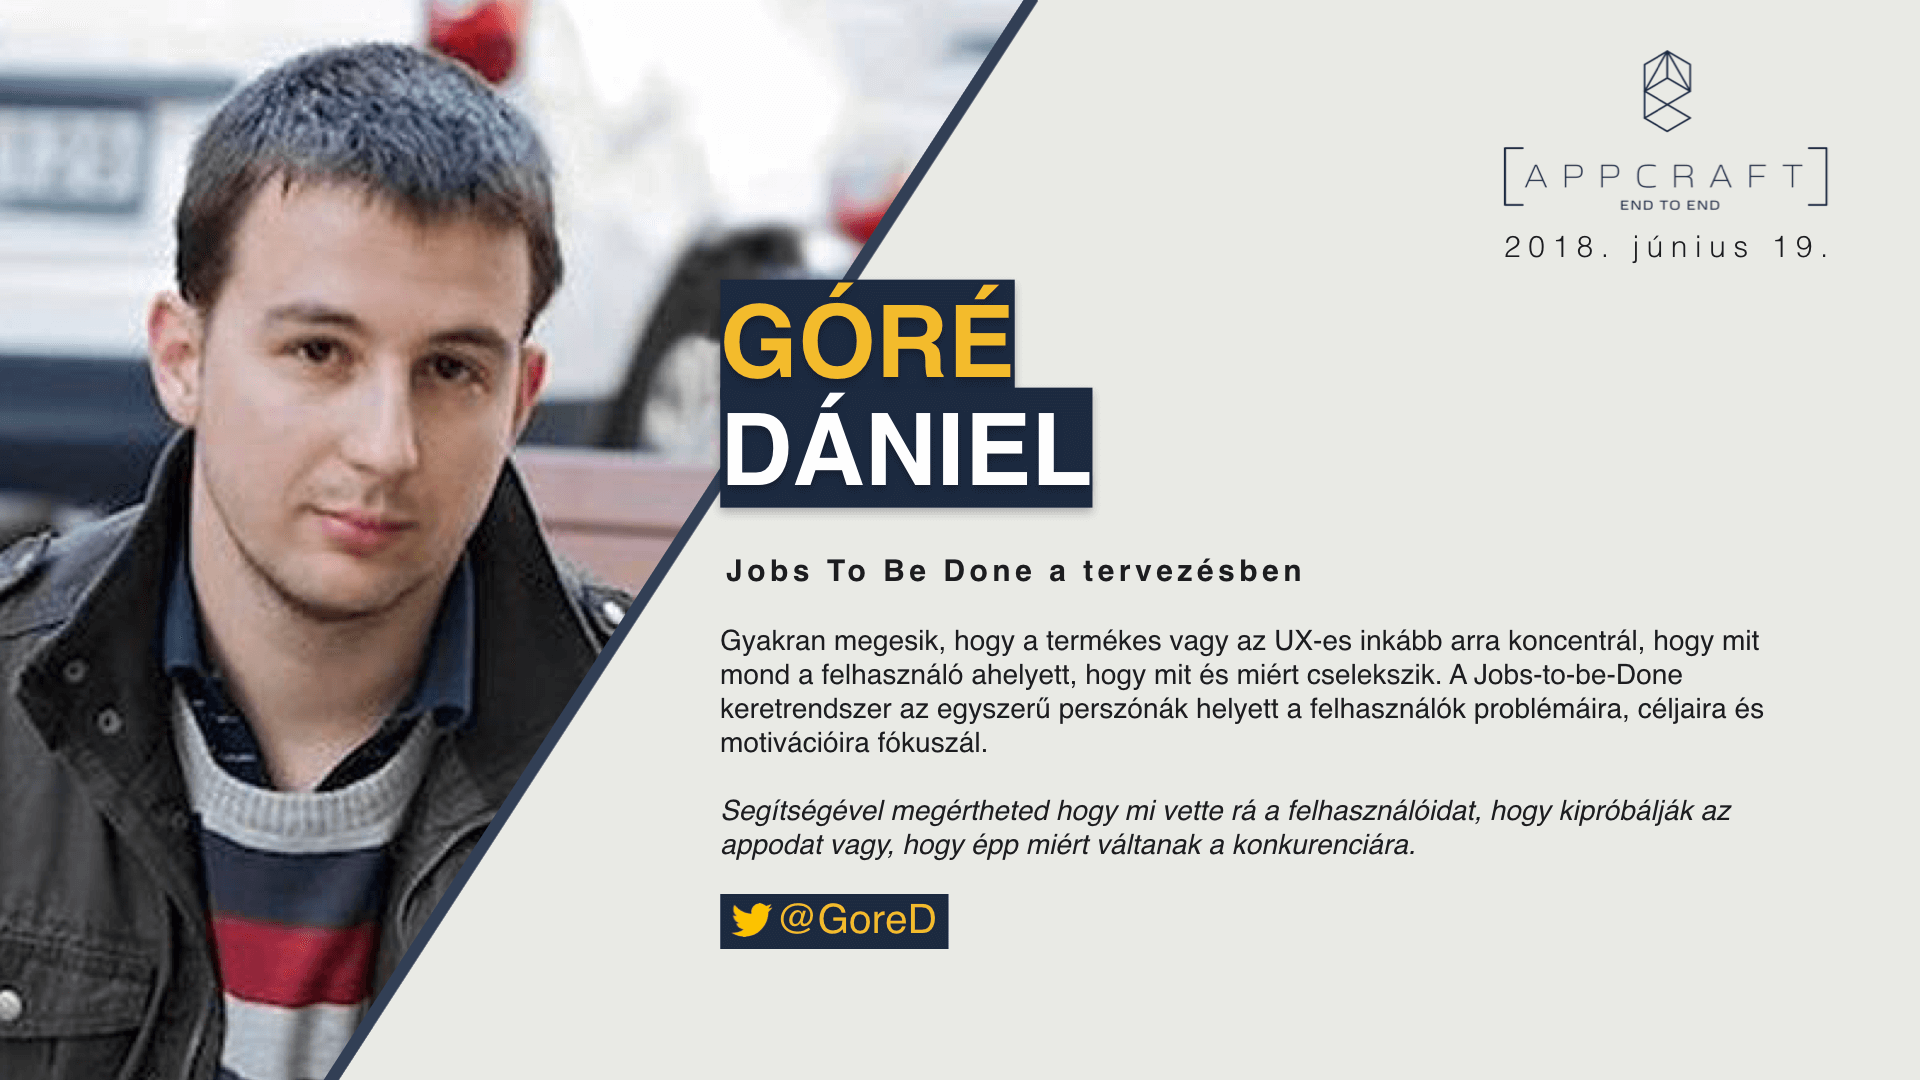 [APPCRAFT]
END TO END
2018. június 19.
GÓRÉ
DÁNIEL
Jobs To Be Done a tervezésben
Gyakran megesik, hogy a termékes vagy az UX-es inkább arra koncentrál, hogy mit
mond a felhasználó ahelyett, hogy mit és miért cselekszik. A Jobs-to-be-Done
keretrendszer az egyszerű perszónák helyett a felhasználók problémáira, céljaira és
motivációira fókuszál.
Segítségével megértheted hogy mi vette rá a felhasználóidat, hogy kipróbálják az
appodat vagy, hogy épp miért váltanak a konkurenciára.
@GoreD